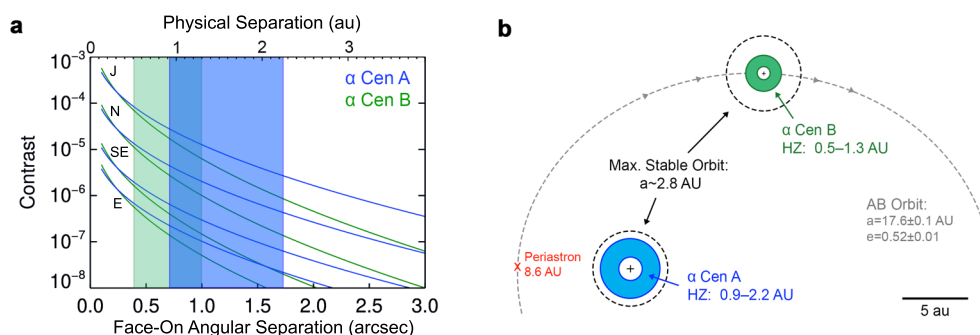 a
Physical Separation (au)
0 1 2 3
Contrast
10⁻³
10⁻⁴
10⁻⁵
10⁻⁶
10⁻⁷
10⁻⁸
J
N
SE
E
α Cen A
α Cen B
0.0 0.5 1.0 1.5 2.0 2.5 3.0
Face-On Angular Separation (arcsec)
b
α Cen B
HZ: 0.5–1.3 AU
Max. Stable Orbit:
a~2.8 AU
AB Orbit:
a=17.6±0.1 AU
e=0.52±0.01
Periastron
8.6 AU
α Cen A
HZ: 0.9–2.2 AU
5 au